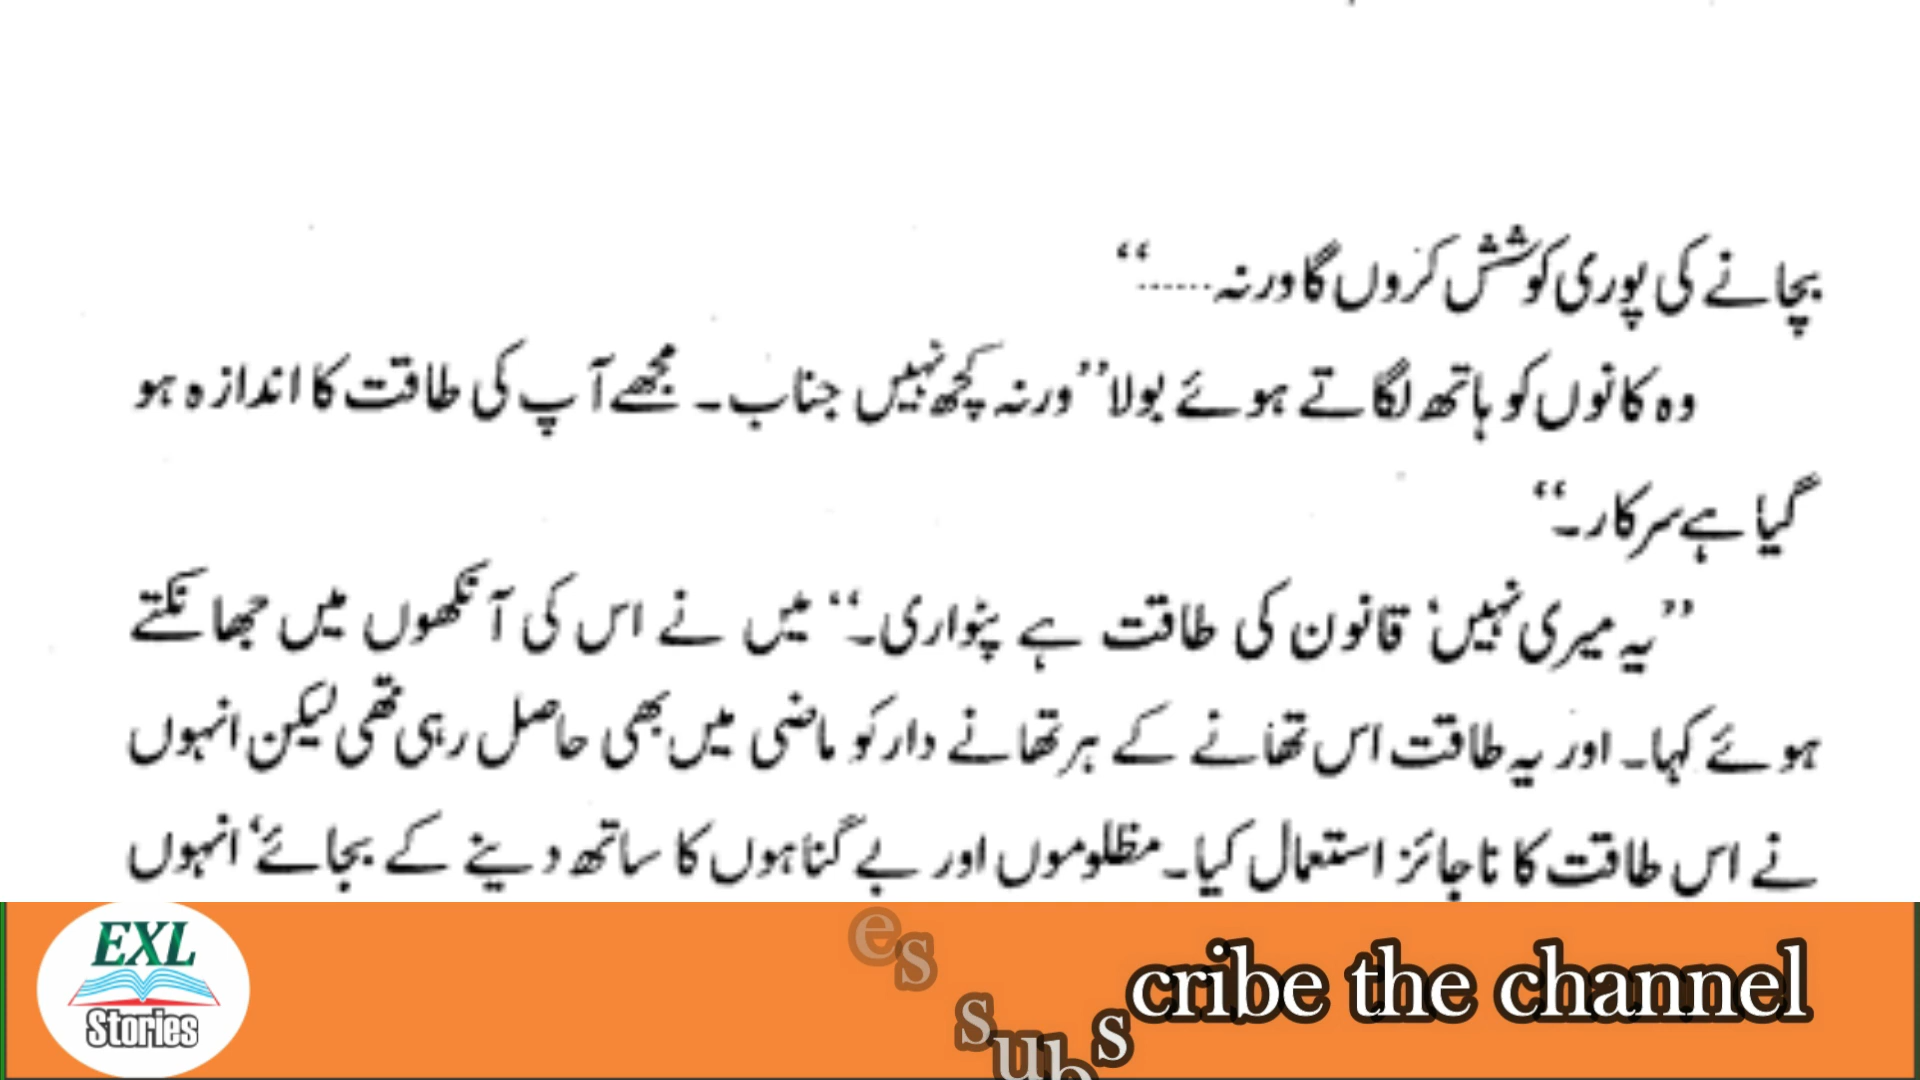 بچانے کی پوری کوشش کروں گا ورنہ......“
وہ کانوں کو ہاتھ لگاتے ہوئے بولا ”ورنہ کچھ نہیں جناب۔ مجھے آپ کی طاقت کا اندازہ ہو
گیا ہے سرکار۔“
”یہ میری نہیں‘ قانون کی طاقت ہے پٹواری۔“ میں نے اس کی آنکھوں میں جھانکتے
ہوئے کہا۔ اور یہ طاقت اس تھانے کے ہر تھانے دار کو ماضی میں بھی حاصل رہی تھی لیکن انہوں
نے اس طاقت کا ناجائز استعمال کیا۔ مظلوموں اور بے گناہوں کا ساتھ دینے کے بجائے‘ انہوں
EXL
Stories
es subscribe the channel